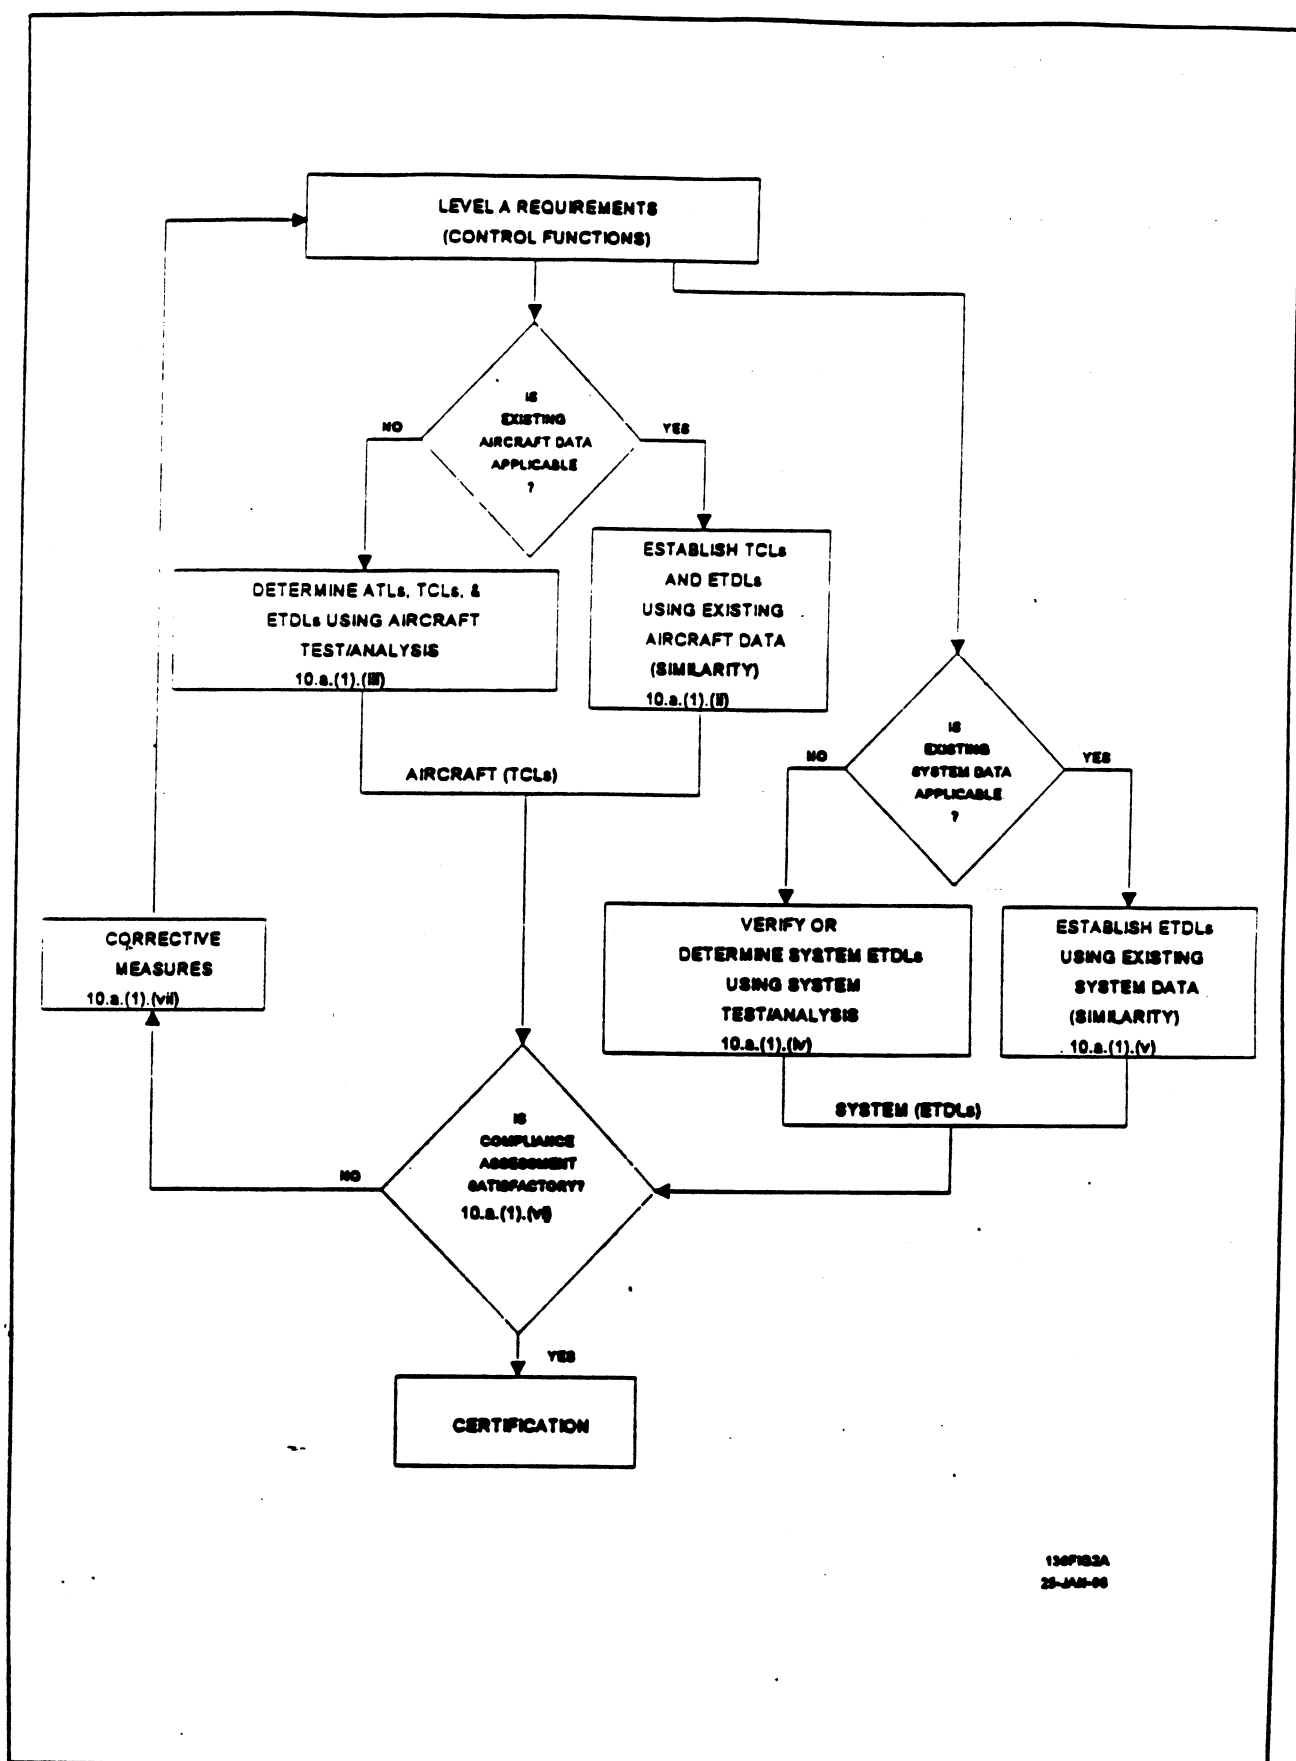 LEVEL A REQUIREMENTS
(CONTROL FUNCTIONS)
IS
EXISTING
AIRCRAFT DATA
APPLICABLE
?
NO
YES
DETERMINE ATLs, TCLs, &
ETDLs USING AIRCRAFT
TEST/ANALYSIS
10.a.(1).(iii)
ESTABLISH TCLs
AND ETDLs
USING EXISTING
AIRCRAFT DATA
(SIMILARITY)
10.a.(1).(ii)
AIRCRAFT (TCLs)
IS
EXISTING
SYSTEM DATA
APPLICABLE
?
NO
YES
CORRECTIVE
MEASURES
10.a.(1).(vii)
VERIFY OR
DETERMINE SYSTEM ETDLs
USING SYSTEM
TEST/ANALYSIS
10.a.(1).(iv)
ESTABLISH ETDLs
USING EXISTING
SYSTEM DATA
(SIMILARITY)
10.a.(1).(v)
SYSTEM (ETDLs)
IS
COMPLIANCE
ASSESSMENT
SATISFACTORY?
10.a.(1).(vi)
NO
YES
CERTIFICATION